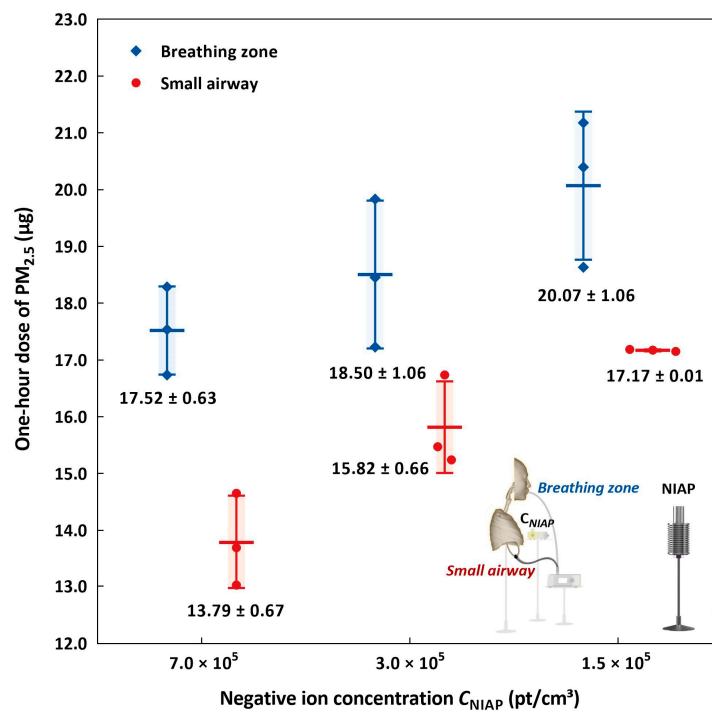 23.0
22.0
21.0
20.0
19.0
18.0
17.0
16.0
15.0
14.0
13.0
12.0
One-hour dose of PM₂.₅ (µg)
Breathing zone
Small airway
17.52 ± 0.63
18.50 ± 1.06
20.07 ± 1.06
13.79 ± 0.67
15.82 ± 0.66
17.17 ± 0.01
Breathing zone
C_NIAP
Small airway
NIAP
7.0 × 10⁵
3.0 × 10⁵
1.5 × 10⁵
Negative ion concentration C_NIAP (pt/cm³)